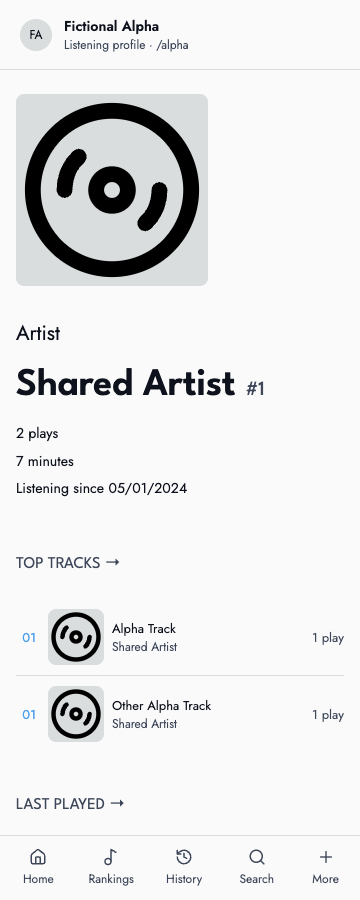 FA
Fictional Alpha
Listening profile · /alpha
Artist
Shared Artist #1
2 plays
7 minutes
Listening since 05/01/2024
TOP TRACKS →
01
Alpha Track
Shared Artist
1 play
01
Other Alpha Track
Shared Artist
1 play
LAST PLAYED →
Home Rankings History Search More